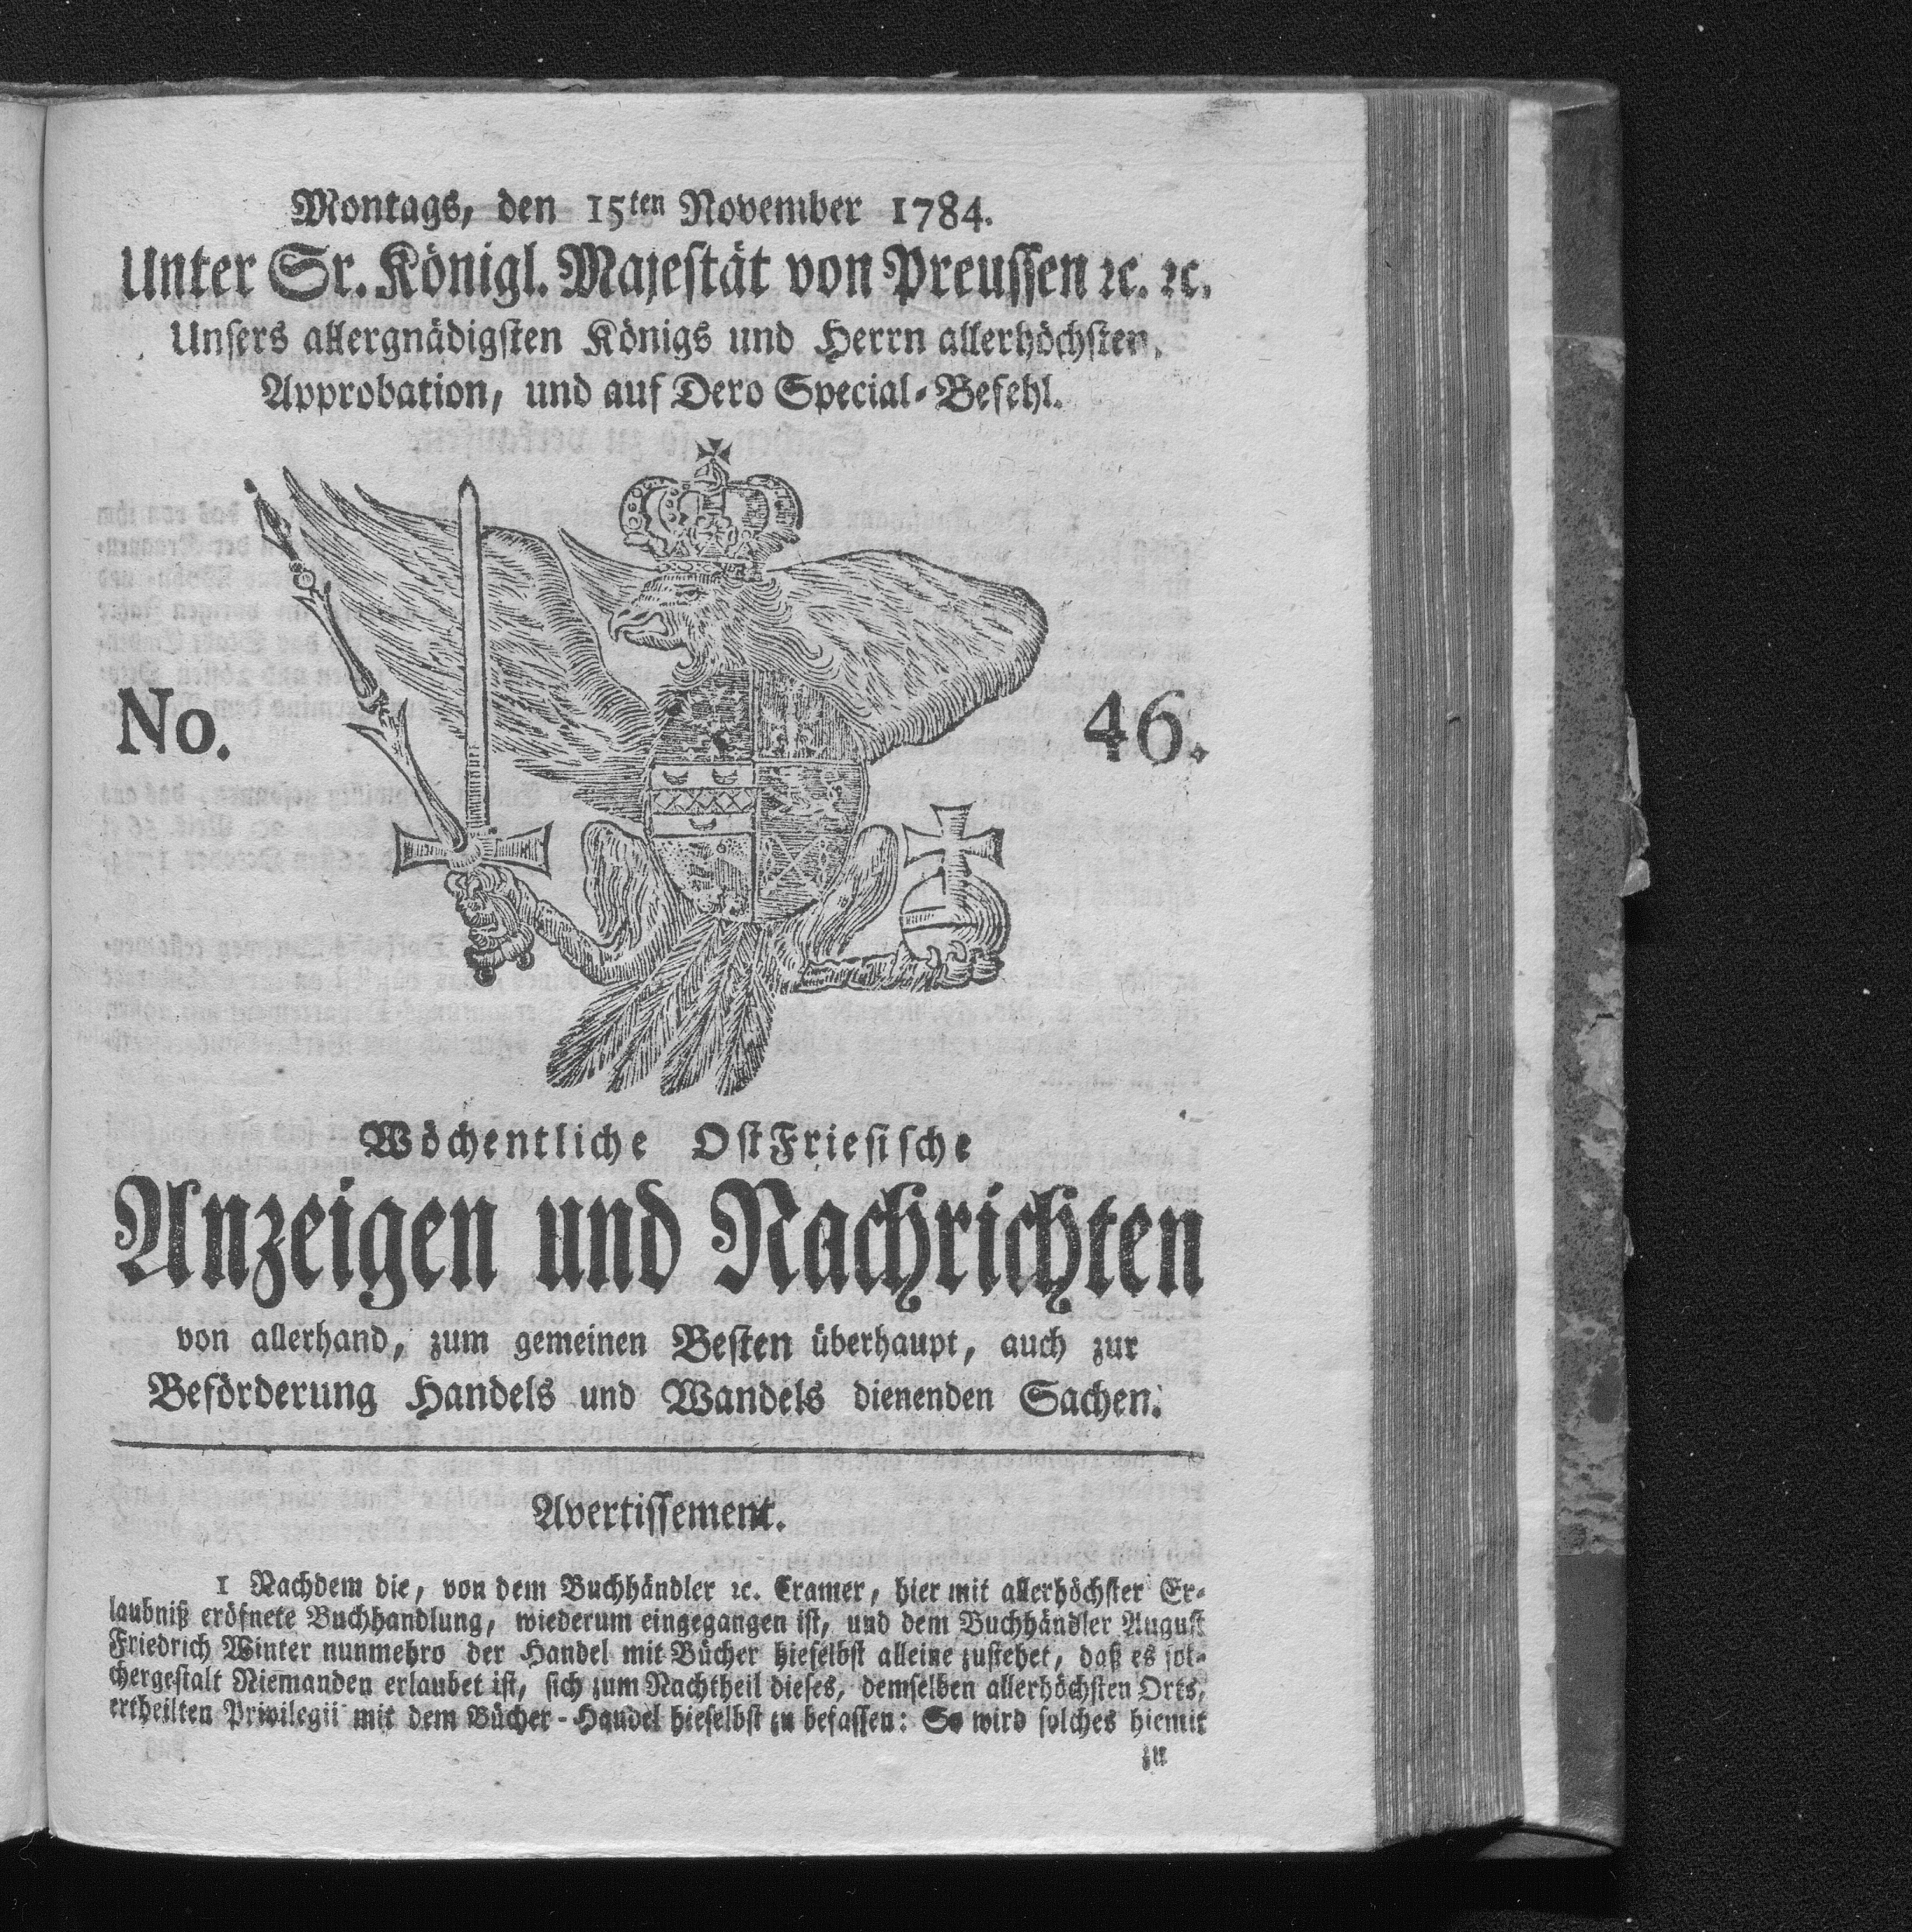 Montags, den 15ten November 1784.
Unter Sr. Königl. Majestät von Preussen ꝛc. ꝛc.
Unsers allergnädigsten Königs und Herrn allerhöchsten,
Approbation, und auf Dero Special-Befehl.
No. 46.
Wöchentliche OstFriesische
Anzeigen und Nachrichten
von allerhand, zum gemeinen Besten überhaupt, auch zur
Beförderung Handels und Wandels dienenden Sachen.
Avertissement.
1 Nachdem die, von dem Buchhändler ꝛc. Cramer, hier mit allerhöchster Er-
laubniß eröfnete Buchhandlung, wiederum eingegangen ist, und dem Buchhändler August
Friedrich Winter nunmehro der Handel mit Bücher hieselbst alleine zustehet, daß es sol-
chergestalt Niemanden erlaubet ist, sich zum Nachtheil dieses, demselben allerhöchsten Orts,
ertheilten Privilegii mit dem Bücher-Handel hieselbst zu befassen: So wird solches hiemit
zu